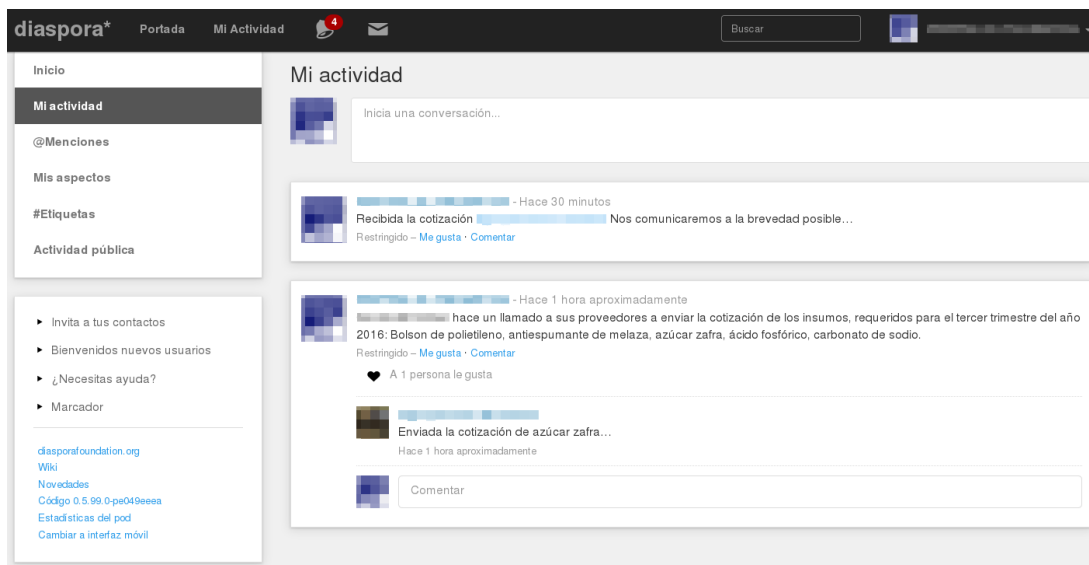 diaspora* Portada Mi Actividad 4 Buscar
Inicio
Mi actividad
@Menciones
Mis aspectos
#Etiquetas
Actividad pública
Invita a tus contactos
Bienvenidos nuevos usuarios
¿Necesitas ayuda?
Marcador
diasporafoundation.org
Wiki
Novedades
Código 0.5.99.0-pe049eeea
Estadísticas del pod
Cambiar a interfaz móvil
Mi actividad
Inicia una conversación...
- Hace 30 minutos
Recibida la cotización Nos comunicaremos a la brevedad posible…
Restringido – Me gusta · Comentar
- Hace 1 hora aproximadamente
hace un llamado a sus proveedores a enviar la cotización de los insumos, requeridos para el tercer trimestre del año
2016: Bolson de polietileno, antiespumante de melaza, azúcar zafra, ácido fosfórico, carbonato de sodio.
Restringido – Me gusta · Comentar
A 1 persona le gusta
Enviada la cotización de azúcar zafra…
Hace 1 hora aproximadamente
Comentar